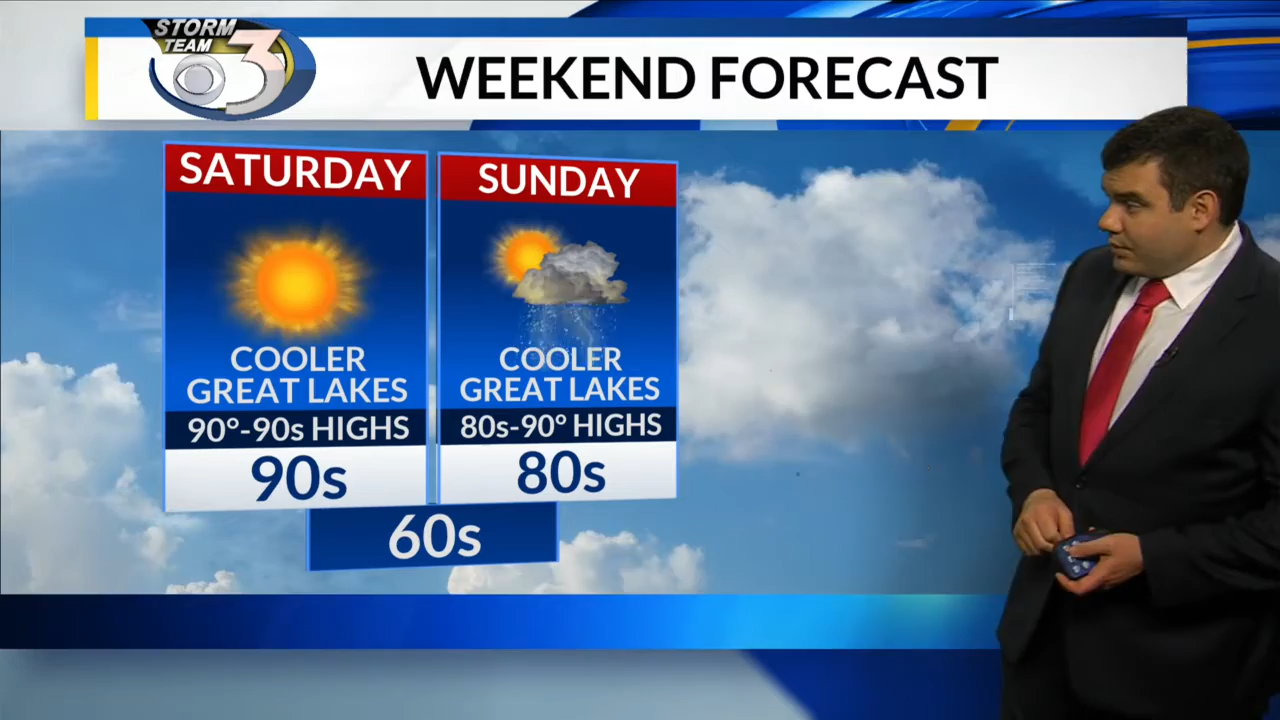 STORM
TEAM
3
WEEKEND FORECAST
SATURDAY
COOLER
GREAT LAKES
90°-90s HIGHS
90s
SUNDAY
COOLER
GREAT LAKES
80s-90° HIGHS
80s
60s